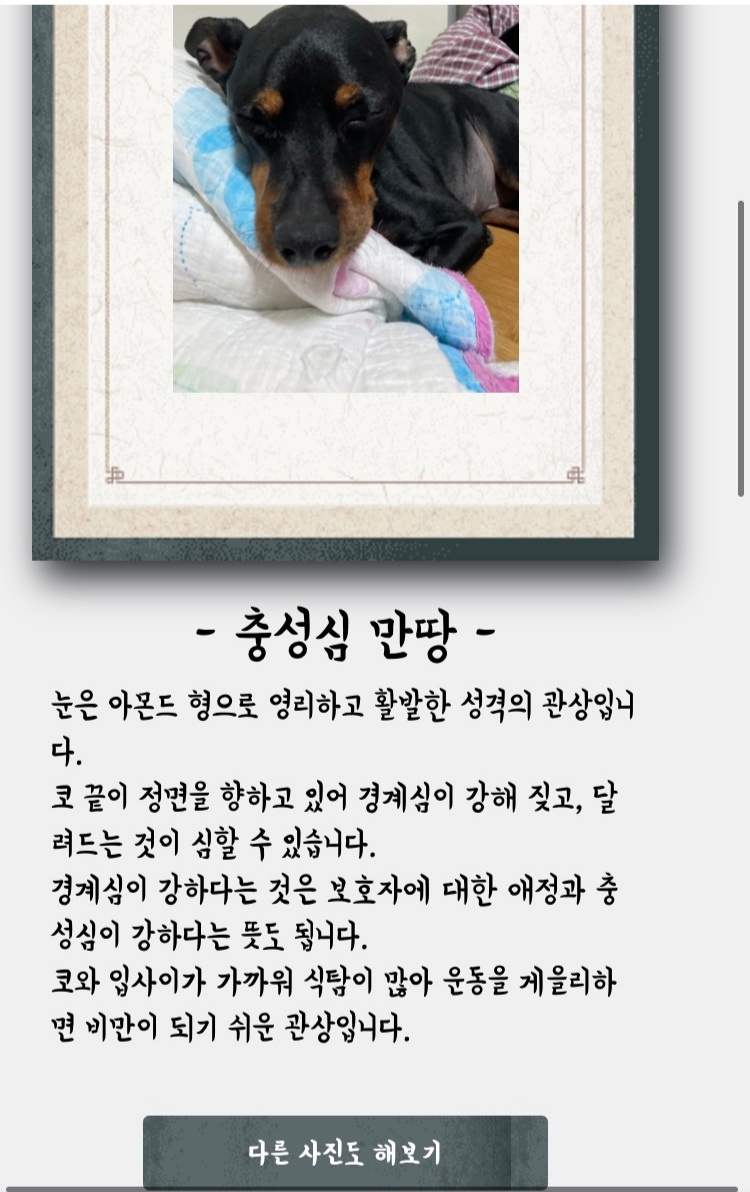 - 충성심 만땅 -
눈은 아몬드 형으로 영리하고 활발한 성격의 관상입니
다.
코 끝이 정면을 향하고 있어 경계심이 강해 짖고, 달
려드는 것이 심할 수 있습니다.
경계심이 강하다는 것은 보호자에 대한 애정과 충
성심이 강하다는 뜻도 됩니다.
코와 입사이가 가까워 식탐이 많아 운동을 게을리하
면 비만이 되기 쉬운 관상입니다.
다른 사진도 해보기